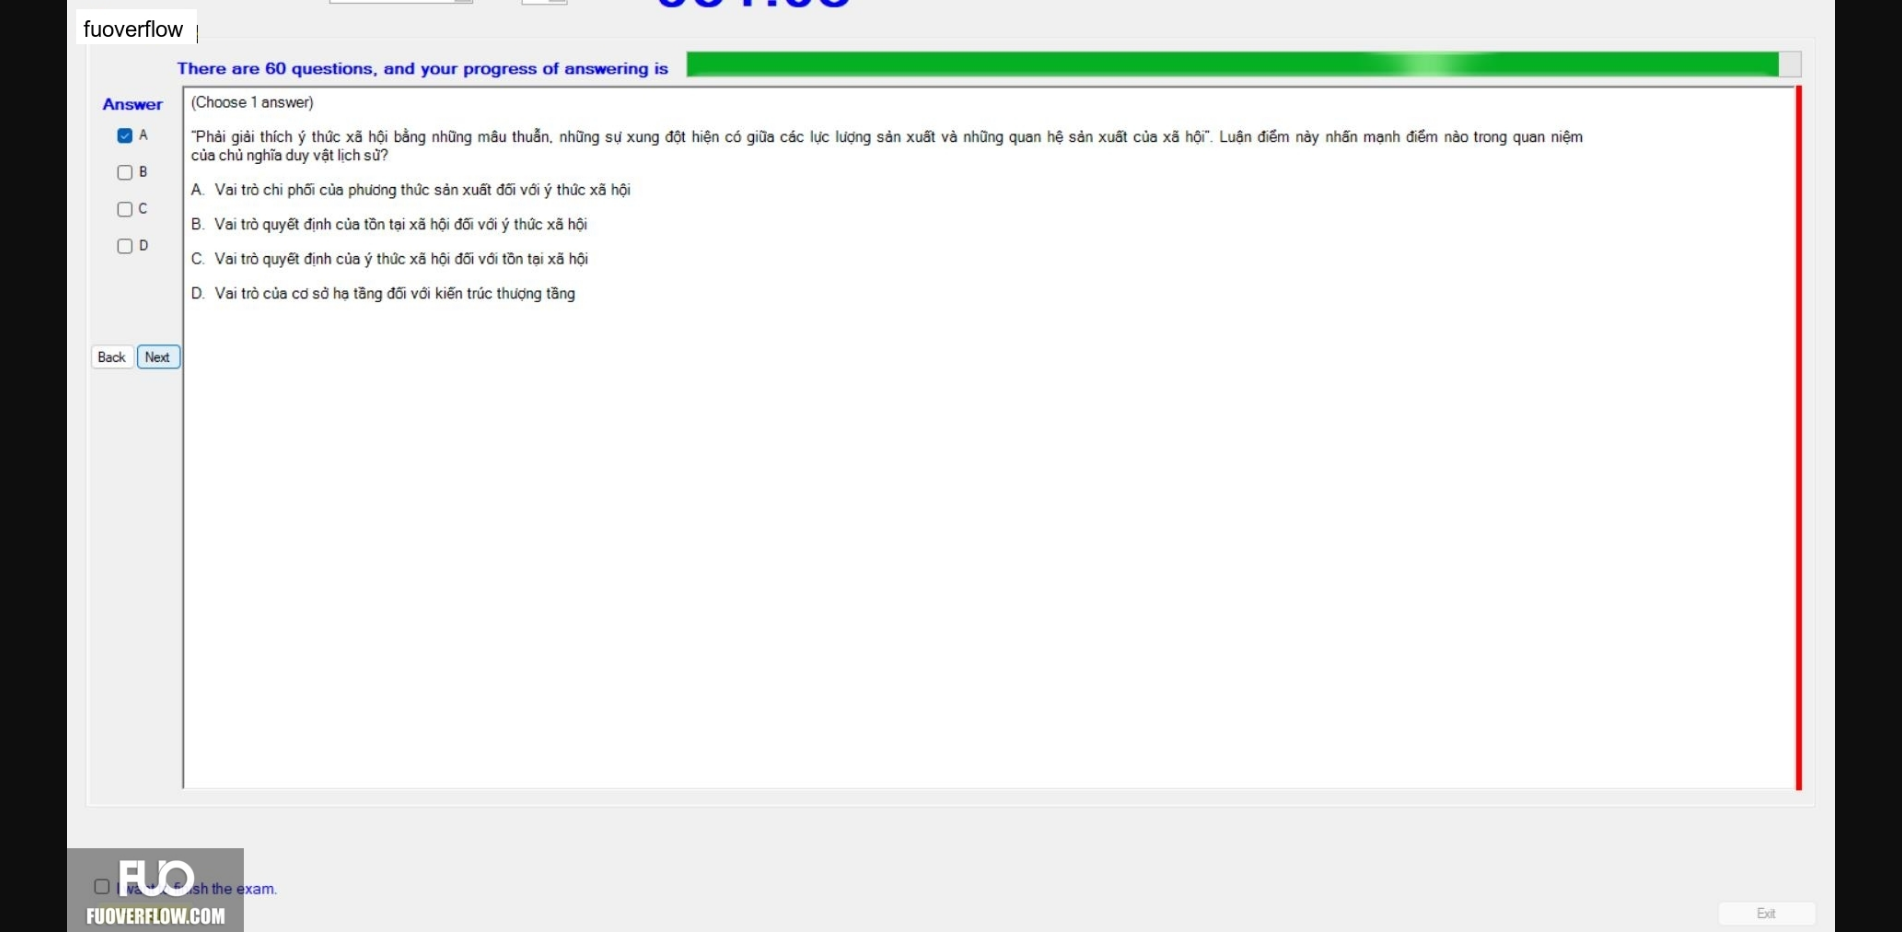 fuoverflow
There are 60 questions, and your progress of answering is
Answer
(Choose 1 answer)
A
"Phải giải thích ý thức xã hội bằng những mâu thuẫn, những sự xung đột hiện có giữa các lực lượng sản xuất và những quan hệ sản xuất của xã hội". Luận điểm này nhấn mạnh điểm nào trong quan niệm
của chủ nghĩa duy vật lịch sử?
B
A. Vai trò chi phối của phương thức sản xuất đối với ý thức xã hội
C
B. Vai trò quyết định của tồn tại xã hội đối với ý thức xã hội
D
C. Vai trò quyết định của ý thức xã hội đối với tồn tại xã hội
D. Vai trò của cơ sở hạ tầng đối với kiến trúc thượng tầng
Back Next
FUO
the exam.
FUOVERFLOW.COM
Exit